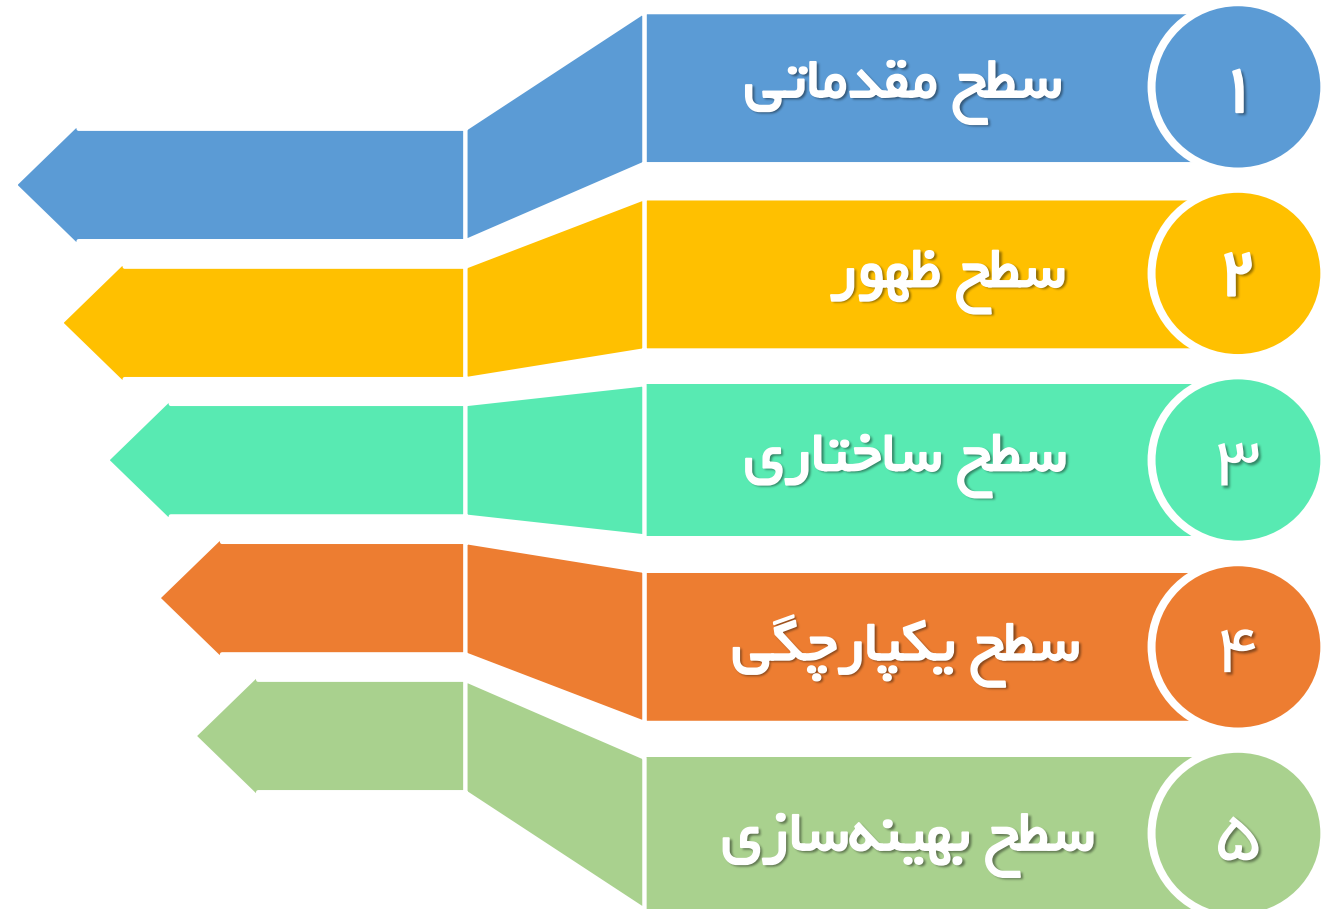 ۱
سطح مقدماتی
۲
سطح ظهور
۳
سطح ساختاری
۴
سطح یکپارچگی
۵
سطح بهینه‌سازی